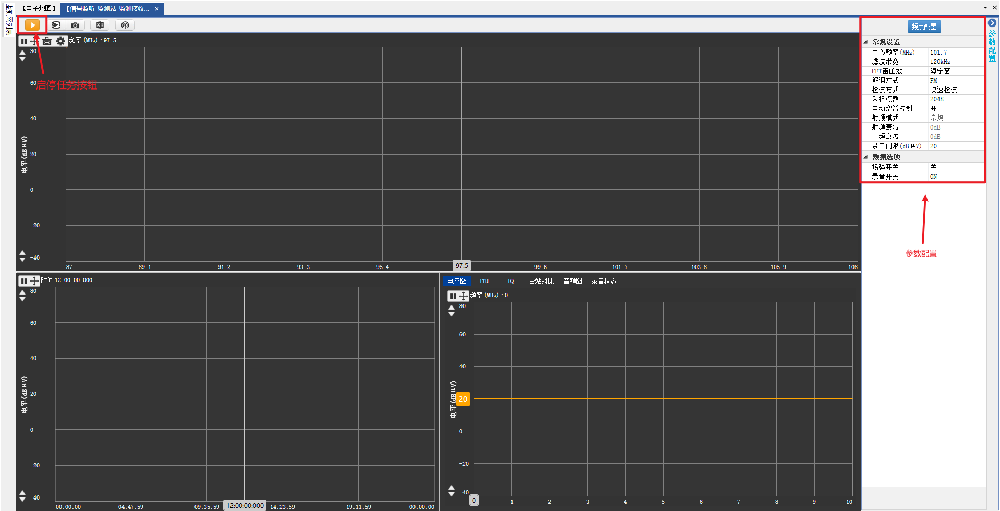 监测网列表
【电子地图】
【信号监听-监测站-监测接收...
频率(MHz):97.5
启停任务按钮
电平(dBμV)
80
60
40
20
0
-20
-40
87
89.1
91.2
93.3
95.4
97.5
99.6
101.7
103.8
105.9
108
时间12:00:00:000
电平(dBμV)
80
60
40
20
0
-20
-40
00:00:00
04:47:59
09:35:59
12:00:00:000
14:23:59
19:11:59
00:00:00
电平图 ITU IQ 台站对比 音频图 录音状态
频率(MHz):0
电平(dBμV)
80
60
40
20
0
-20
-40
0
1
2
3
4
5
6
7
8
9
10
频点配置
常规设置
中心频率(MHz) 101.7
滤波带宽 120kHz
FFT窗函数 海宁窗
解调方式 FM
检波方式 快速检波
采样点数 2048
自动增益控制 开
射频模式 常规
射频衰减 0dB
中频衰减 0dB
录音门限(dBμV) 20
数据选项
场强开关 关
录音开关 ON
参数配置
参数配置